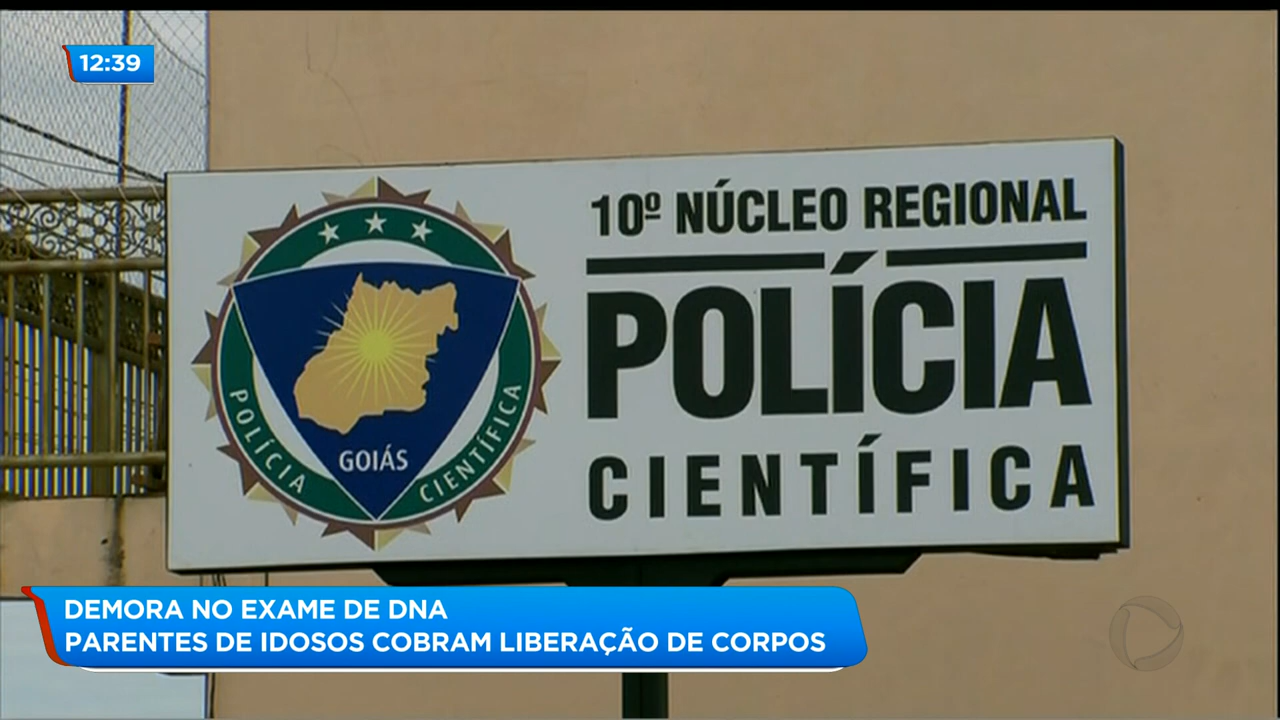 12:39
10º NÚCLEO REGIONAL
POLÍCIA
CIENTÍFICA
GOIÁS
POLÍCIA CIENTÍFICA
DEMORA NO EXAME DE DNA
PARENTES DE IDOSOS COBRAM LIBERAÇÃO DE CORPOS